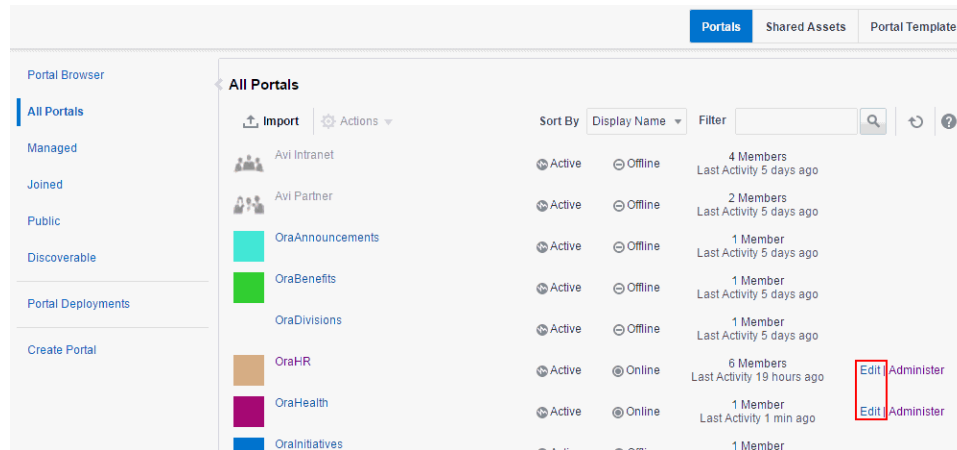 Portals Shared Assets Portal Template
Portal Browser
All Portals
Managed
Joined
Public
Discoverable
Portal Deployments
Create Portal
All Portals
Import Actions Sort By Display Name Filter
Avi Intranet Active Offline 4 Members
Last Activity 5 days ago
Avi Partner Active Offline 2 Members
Last Activity 5 days ago
OraAnnouncements Active Offline 1 Member
Last Activity 5 days ago
OraBenefits Active Offline 1 Member
Last Activity 5 days ago
OraDivisions Active Offline 1 Member
Last Activity 5 days ago
OraHR Active Online 6 Members
Last Activity 19 hours ago Edit | Administer
OraHealth Active Online 1 Member
Last Activity 1 min ago Edit | Administer
OraInitiatives 1 Member